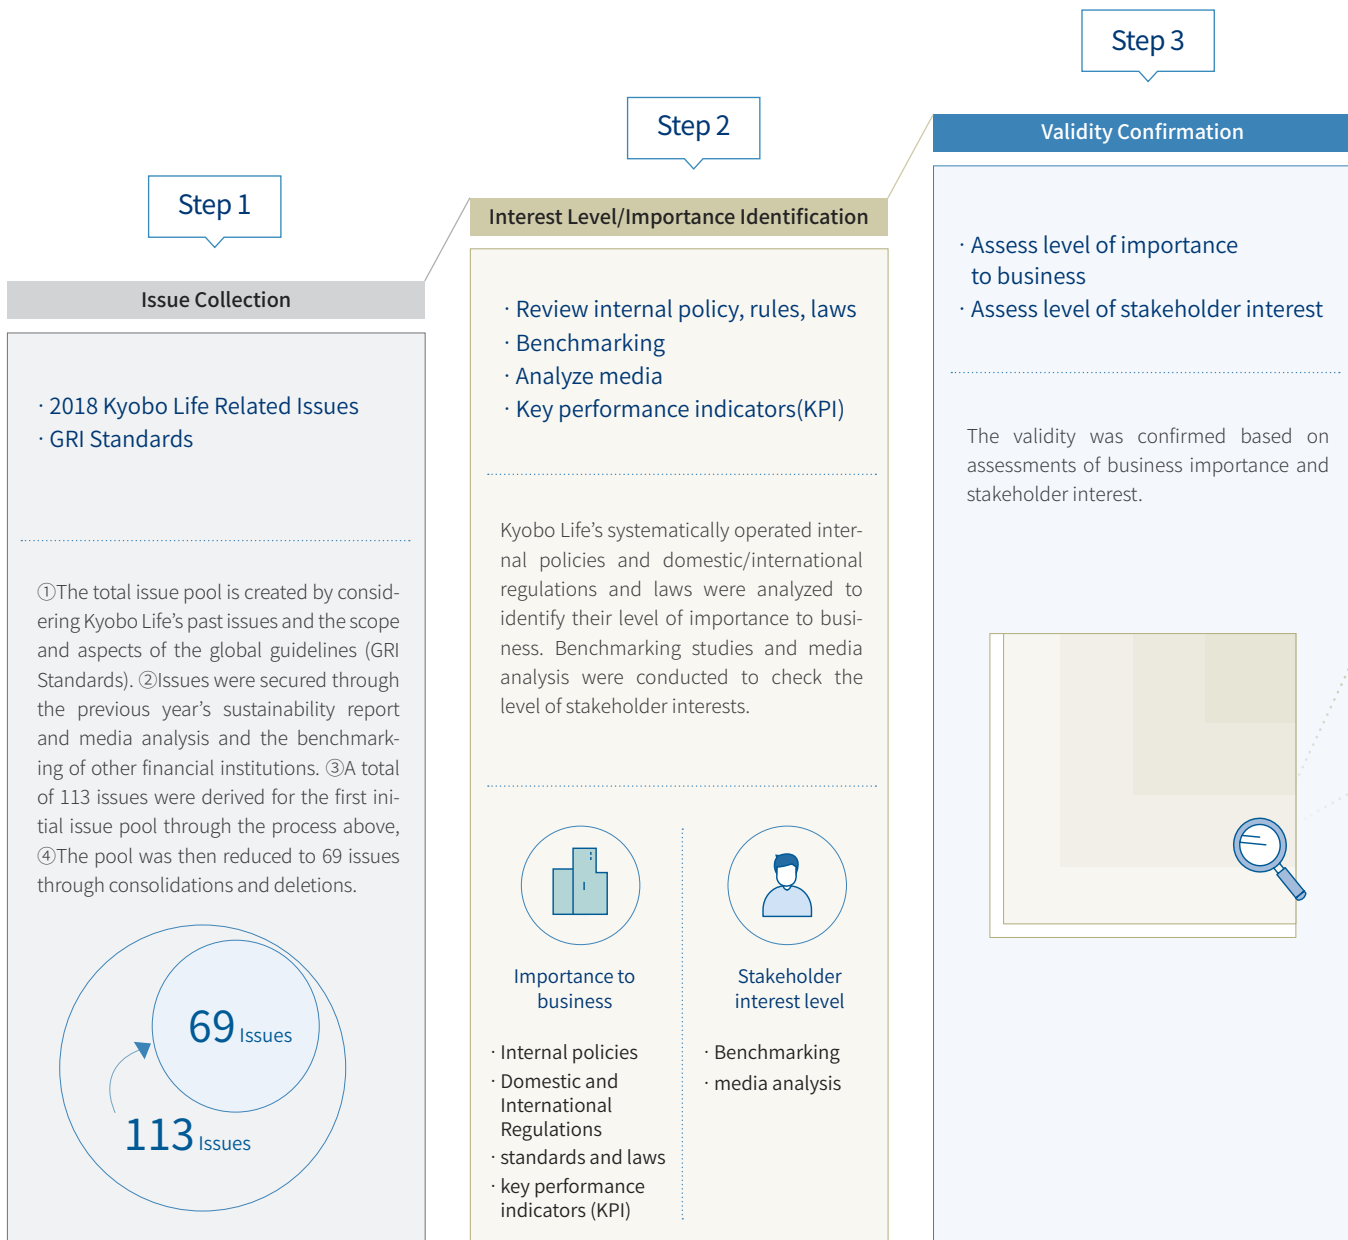 Step 1
Issue Collection
· 2018 Kyobo Life Related Issues
· GRI Standards
①The total issue pool is created by consid-
ering Kyobo Life’s past issues and the scope
and aspects of the global guidelines (GRI
Standards). ②Issues were secured through
the previous year’s sustainability report
and media analysis and the benchmark-
ing of other financial institutions. ③A total
of 113 issues were derived for the first ini-
tial issue pool through the process above,
④The pool was then reduced to 69 issues
through consolidations and deletions.
69 Issues
113 Issues
Step 2
Interest Level/Importance Identification
· Review internal policy, rules, laws
· Benchmarking
· Analyze media
· Key performance indicators(KPI)
Kyobo Life’s systematically operated inter-
nal policies and domestic/international
regulations and laws were analyzed to
identify their level of importance to busi-
ness. Benchmarking studies and media
analysis were conducted to check the
level of stakeholder interests.
Importance to
business
· Internal policies
· Domestic and
International
Regulations
· standards and laws
· key performance
indicators (KPI)
Stakeholder
interest level
· Benchmarking
· media analysis
Step 3
Validity Confirmation
· Assess level of importance
to business
· Assess level of stakeholder interest
The validity was confirmed based on
assessments of business importance and
stakeholder interest.